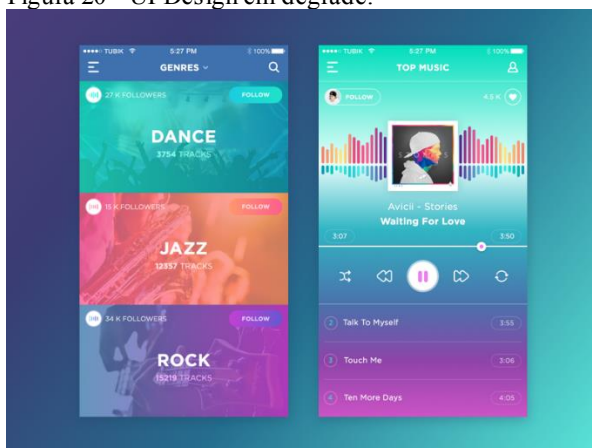 Figura 20 - UI Design em degradê.
TUBIK 5:27 PM 100%
GENRES
27 K FOLLOWERS FOLLOW
DANCE
3754 TRACKS
15 K FOLLOWERS FOLLOW
JAZZ
12357 TRACKS
34 K FOLLOWERS FOLLOW
ROCK
15219 TRACKS
TUBIK 5:27 PM 100%
TOP MUSIC
FOLLOW 4.5 K
Avicii - Stories
Waiting For Love
3:07 3:50
2 Talk To Myself 3:55
3 Touch Me 3:06
4 Ten More Days 4:05